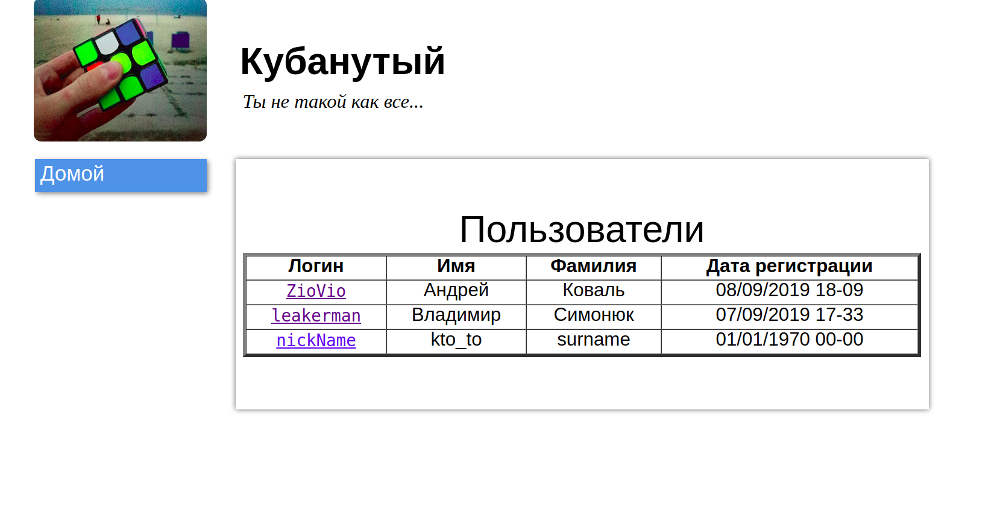 Кубанутый
Ты не такой как все...
Домой
Пользователи
Логин Имя Фамилия Дата регистрации
ZioVio Андрей Коваль 08/09/2019 18-09
leakerman Владимир Симонюк 07/09/2019 17-33
nickName kto_to surname 01/01/1970 00-00